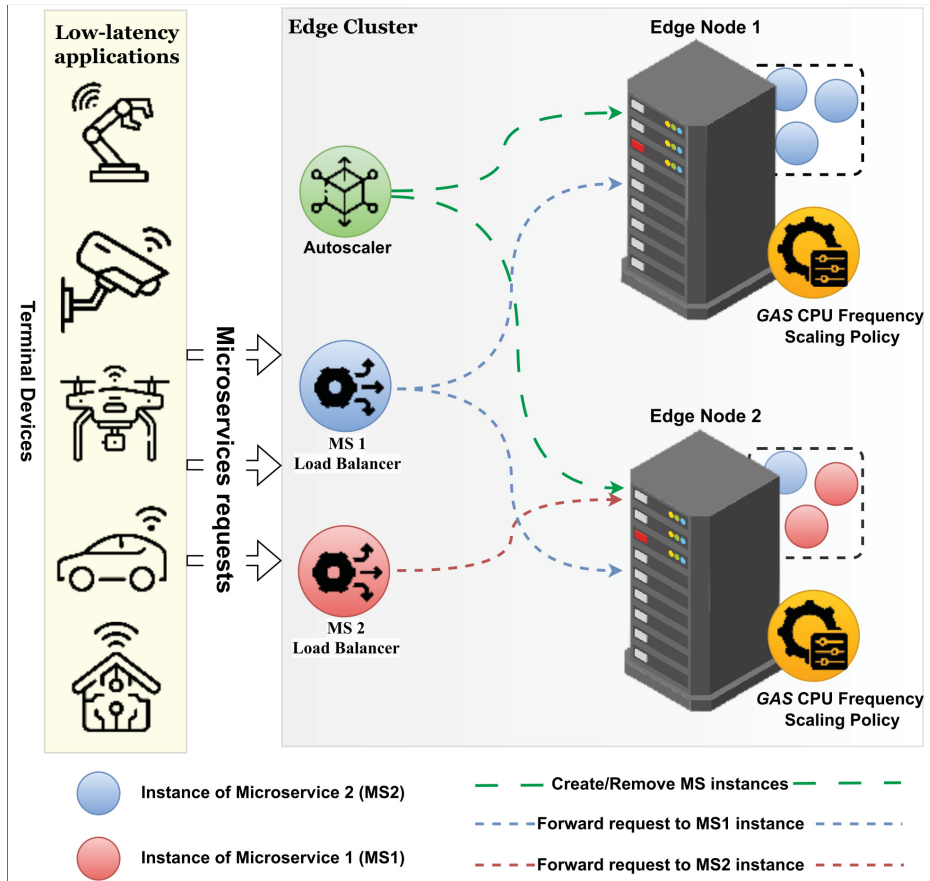 Low-latency
applications
Terminal Devices
Microservices requests
Edge Cluster
Autoscaler
MS 1
Load Balancer
MS 2
Load Balancer
Edge Node 1
GAS CPU Frequency
Scaling Policy
Edge Node 2
GAS CPU Frequency
Scaling Policy
Instance of Microservice 2 (MS2)
Instance of Microservice 1 (MS1)
Create/Remove MS instances
Forward request to MS1 instance
Forward request to MS2 instance